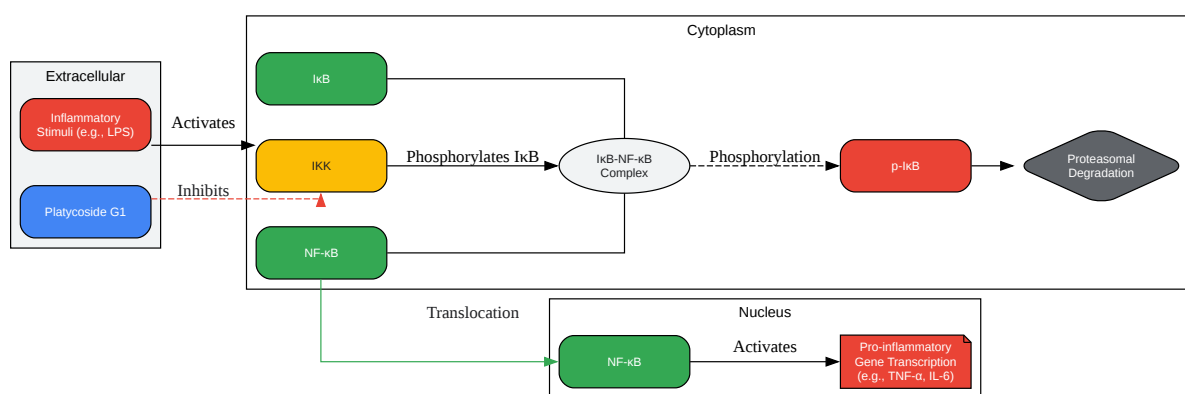 Cytoplasm
Extracellular
Inflammatory
Stimuli (e.g., LPS)
Platycoside G1
Activates
Inhibits
IκB
IKK
NF-κB
Phosphorylates IκB
IκB-NF-κB
Complex
Phosphorylation
p-IκB
Proteasomal
Degradation
Translocation
Nucleus
NF-κB
Activates
Pro-inflammatory
Gene Transcription
(e.g., TNF-α, IL-6)